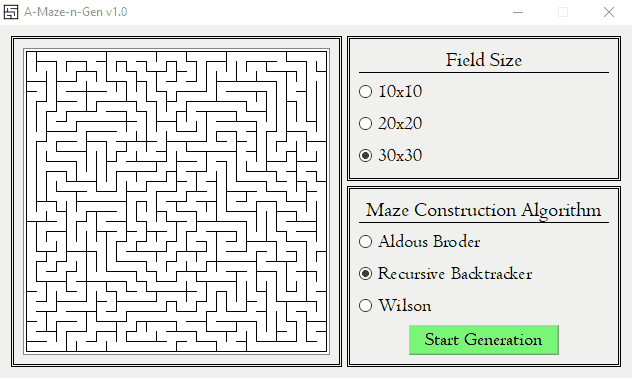 A-Maze-n-Gen v1.0
Field Size
10x10
20x20
30x30
Maze Construction Algorithm
Aldous Broder
Recursive Backtracker
Wilson
Start Generation